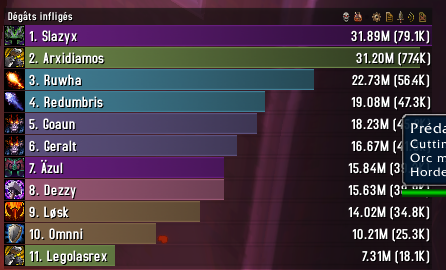 Dégâts infligés
1. Slazyx 31.89M (79.1K)
2. Arxidiamos 31.20M (77.4K)
3. Ruwha 22.73M (56.4K)
4. Redumbris 19.08M (47.3K)
5. Goaun 18.23M
6. Geralt 16.67M
7. Äzul 15.84M
8. Dezzy 15.63M
9. Løsk 14.02M (34.8K)
10. Omnni 10.21M (25.3K)
11. Legolasrex 7.31M (18.1K)
Préda
Cuttin
Orc m
Horde